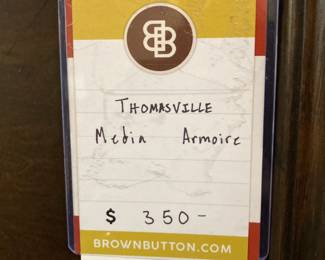 BB
THOMASVILLE
Media Armoire
$ 350-
BROWNBUTTON.COM